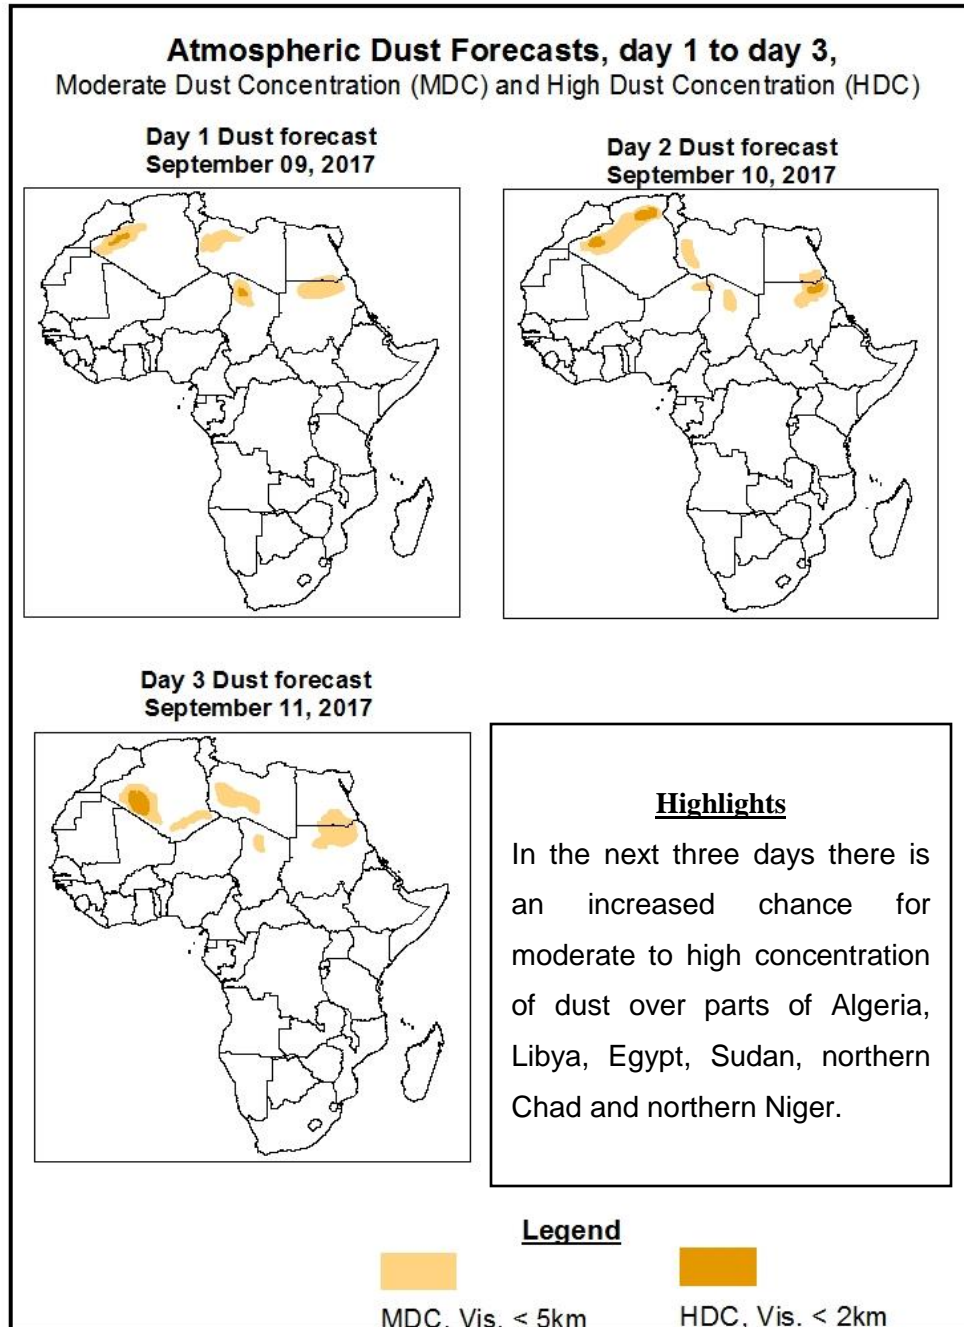 Atmospheric Dust Forecasts, day 1 to day 3,
Moderate Dust Concentration (MDC) and High Dust Concentration (HDC)
Day 1 Dust forecast
September 09, 2017
Day 2 Dust forecast
September 10, 2017
Day 3 Dust forecast
September 11, 2017
Highlights
In the next three days there is
an increased chance for
moderate to high concentration
of dust over parts of Algeria,
Libya, Egypt, Sudan, northern
Chad and northern Niger.
Legend
MDC, Vis. < 5km
HDC, Vis. < 2km